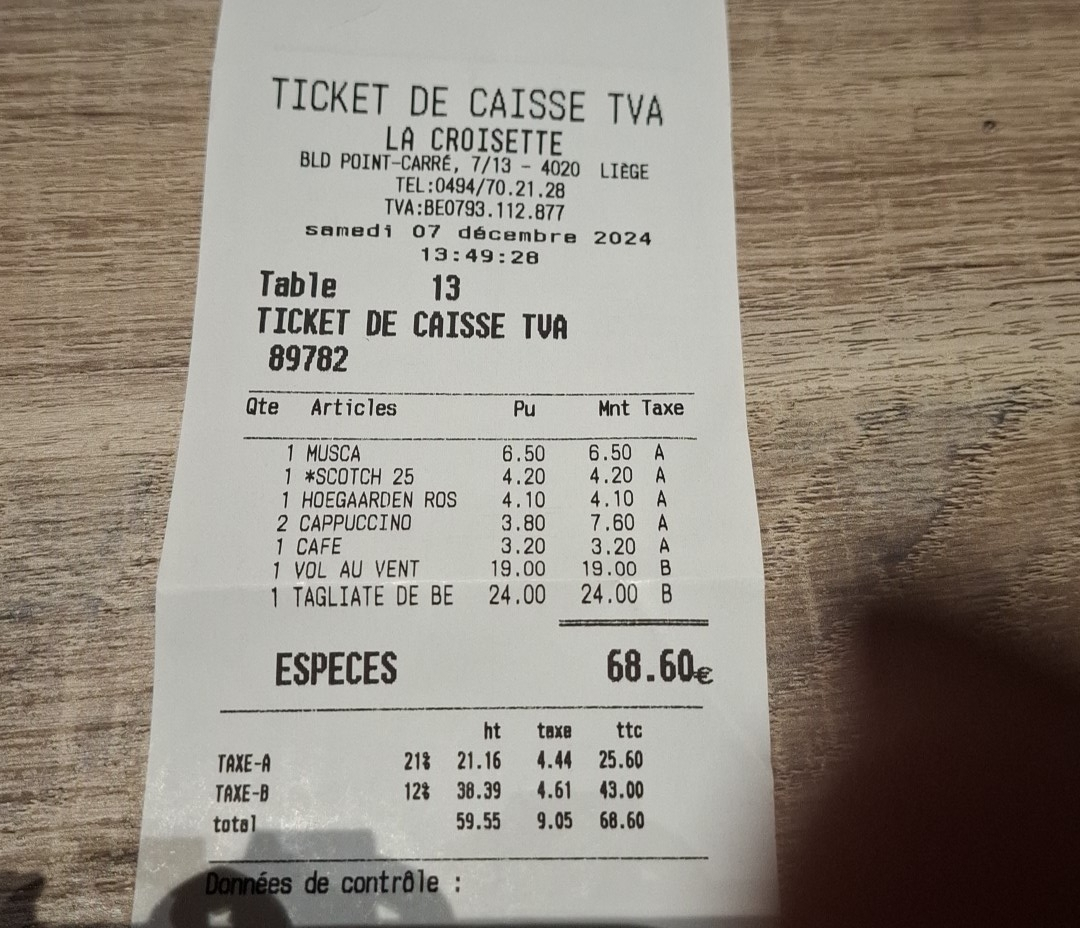 TICKET DE CAISSE TVA
LA CROISETTE
BLD POINT-CARRÉ, 7/13 - 4020 LIÈGE
TEL:0494/70.21.28
TVA:BE0793.112.877
samedi 07 décembre 2024
13:49:28
Table 13
TICKET DE CAISSE TVA
89782
Qte Articles Pu Mnt Taxe
1 MUSCA 6.50 6.50 A
1 *SCOTCH 25 4.20 4.20 A
1 HOEGAARDEN ROS 4.10 4.10 A
2 CAPPUCCINO 3.80 7.60 A
1 CAFE 3.20 3.20 A
1 VOL AU VENT 19.00 19.00 B
1 TAGLIATE DE BE 24.00 24.00 B
ESPECES 68.60€
ht taxe ttc
TAXE-A 21% 21.16 4.44 25.60
TAXE-B 12% 38.39 4.61 43.00
total 59.55 9.05 68.60
Données de contrôle :